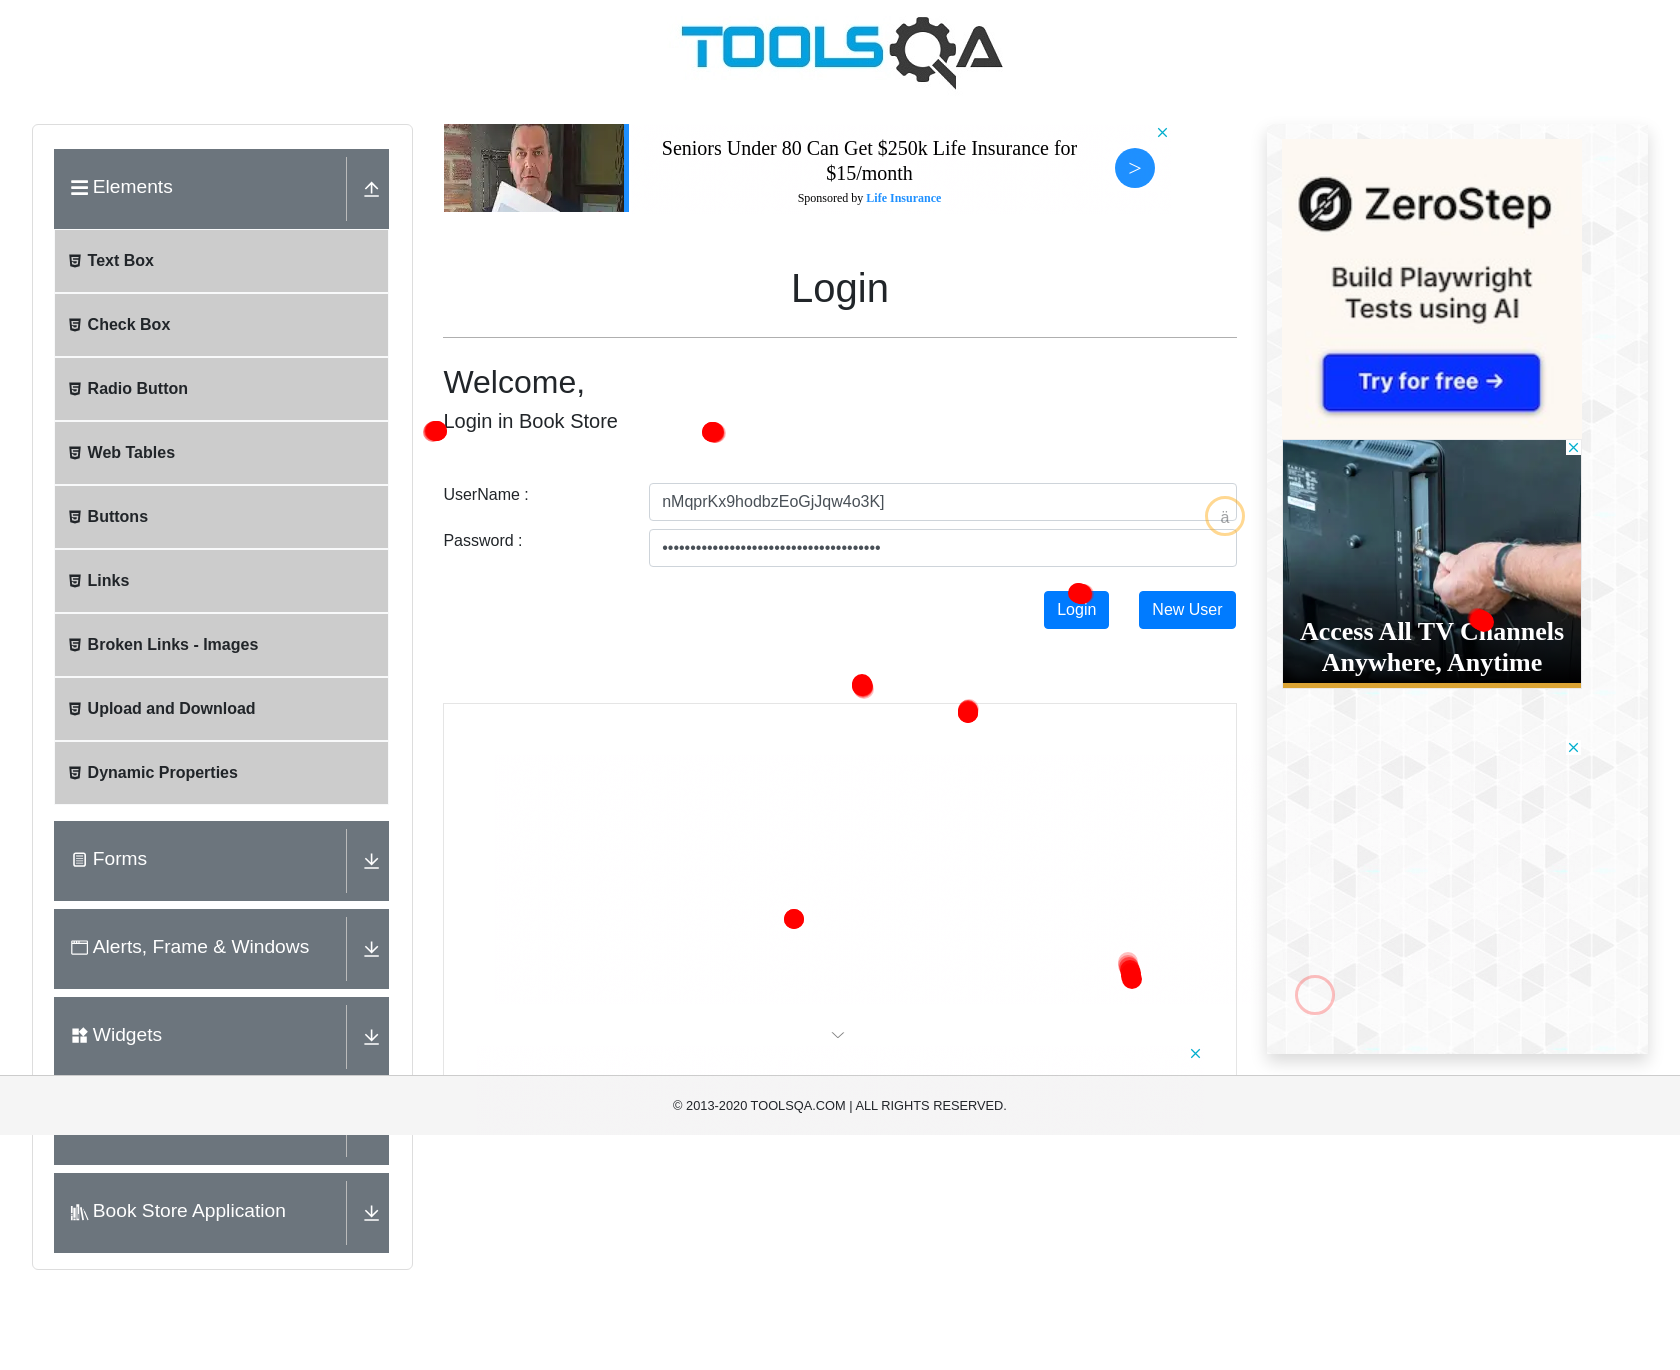 TOOLSQA
Elements
Text Box
Check Box
Radio Button
Web Tables
Buttons
Links
Broken Links - Images
Upload and Download
Dynamic Properties
Forms
Alerts, Frame & Windows
Widgets
Book Store Application
Seniors Under 80 Can Get $250k Life Insurance for
$15/month
Sponsored by Life Insurance
>
Login
Welcome,
Login in Book Store
UserName :
nMqprKx9hodbzEoGjJqw4o3K]
ä
Password :
••••••••••••••••••••••••••••••••••••••
Login
New User
ZeroStep
Build Playwright
Tests using AI
Try for free →
Access All TV Channels
Anywhere, Anytime
© 2013-2020 TOOLSQA.COM | ALL RIGHTS RESERVED.